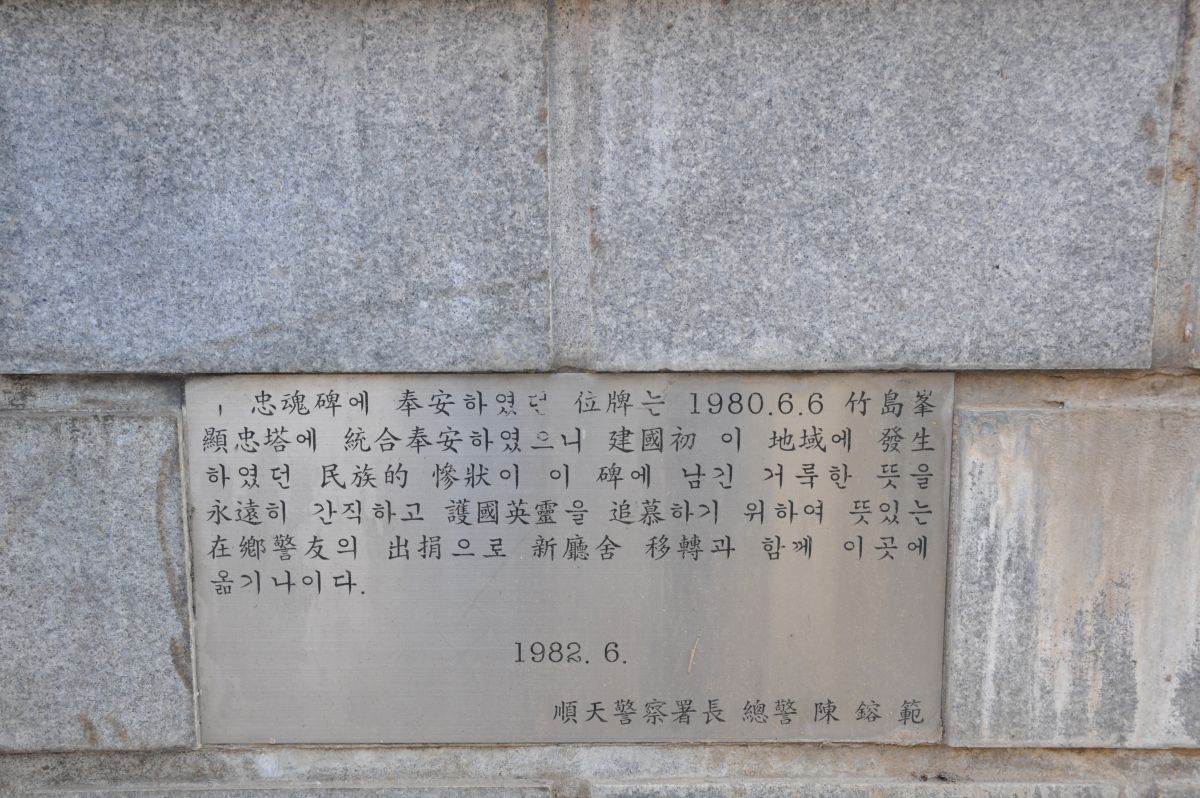 忠魂碑에 奉安하였던 位牌는 1980.6.6 竹島峯
顯忠塔에 統合奉安하였으니 建國初 이 地域에 發生
하였던 民族的 慘狀이 이 碑에 남긴 거룩한 뜻을
永遠히 간직하고 護國英靈을 追慕하기 위하여 뜻있는
在鄕警友의 出捐으로 新廳舍 移轉과 함께 이곳에
옮기나이다.
1982. 6.
順天警察署長 總警 陳 鎔 範